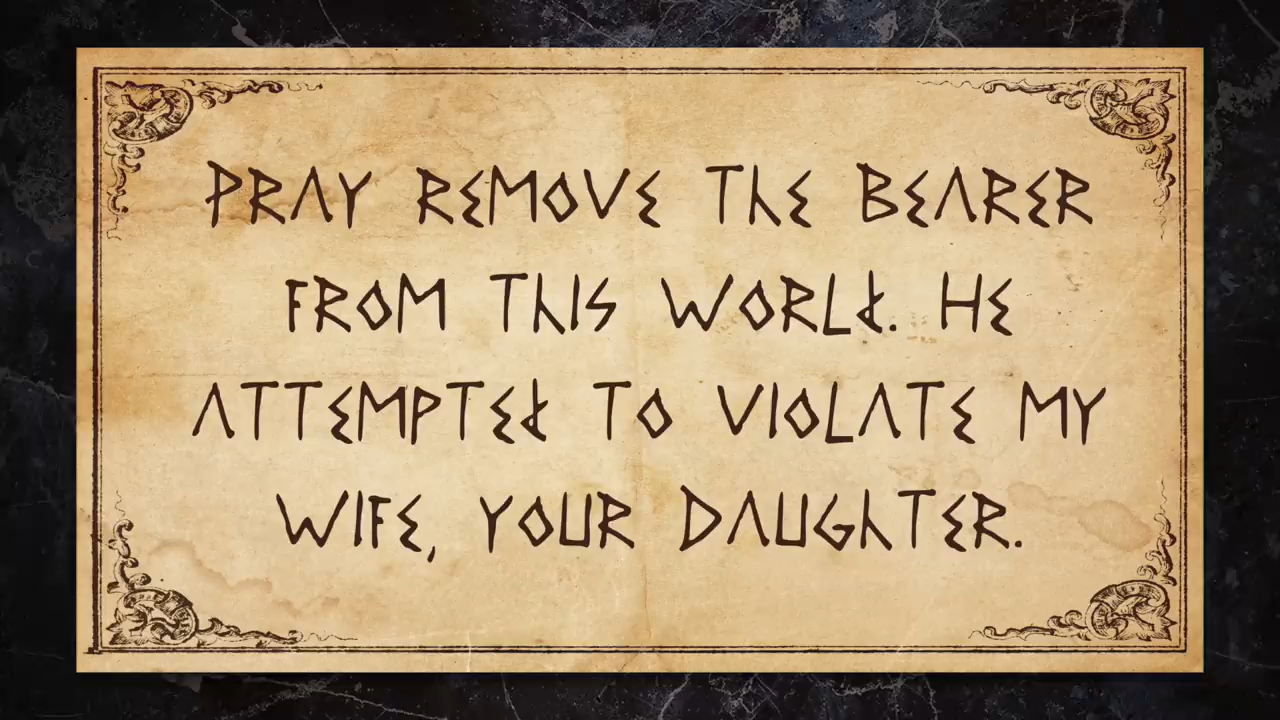 PRAY REMOVE THE BEARER
FROM THIS WORLD. HE
ATTEMPTED TO VIOLATE MY
WIFE, YOUR DAUGHTER.